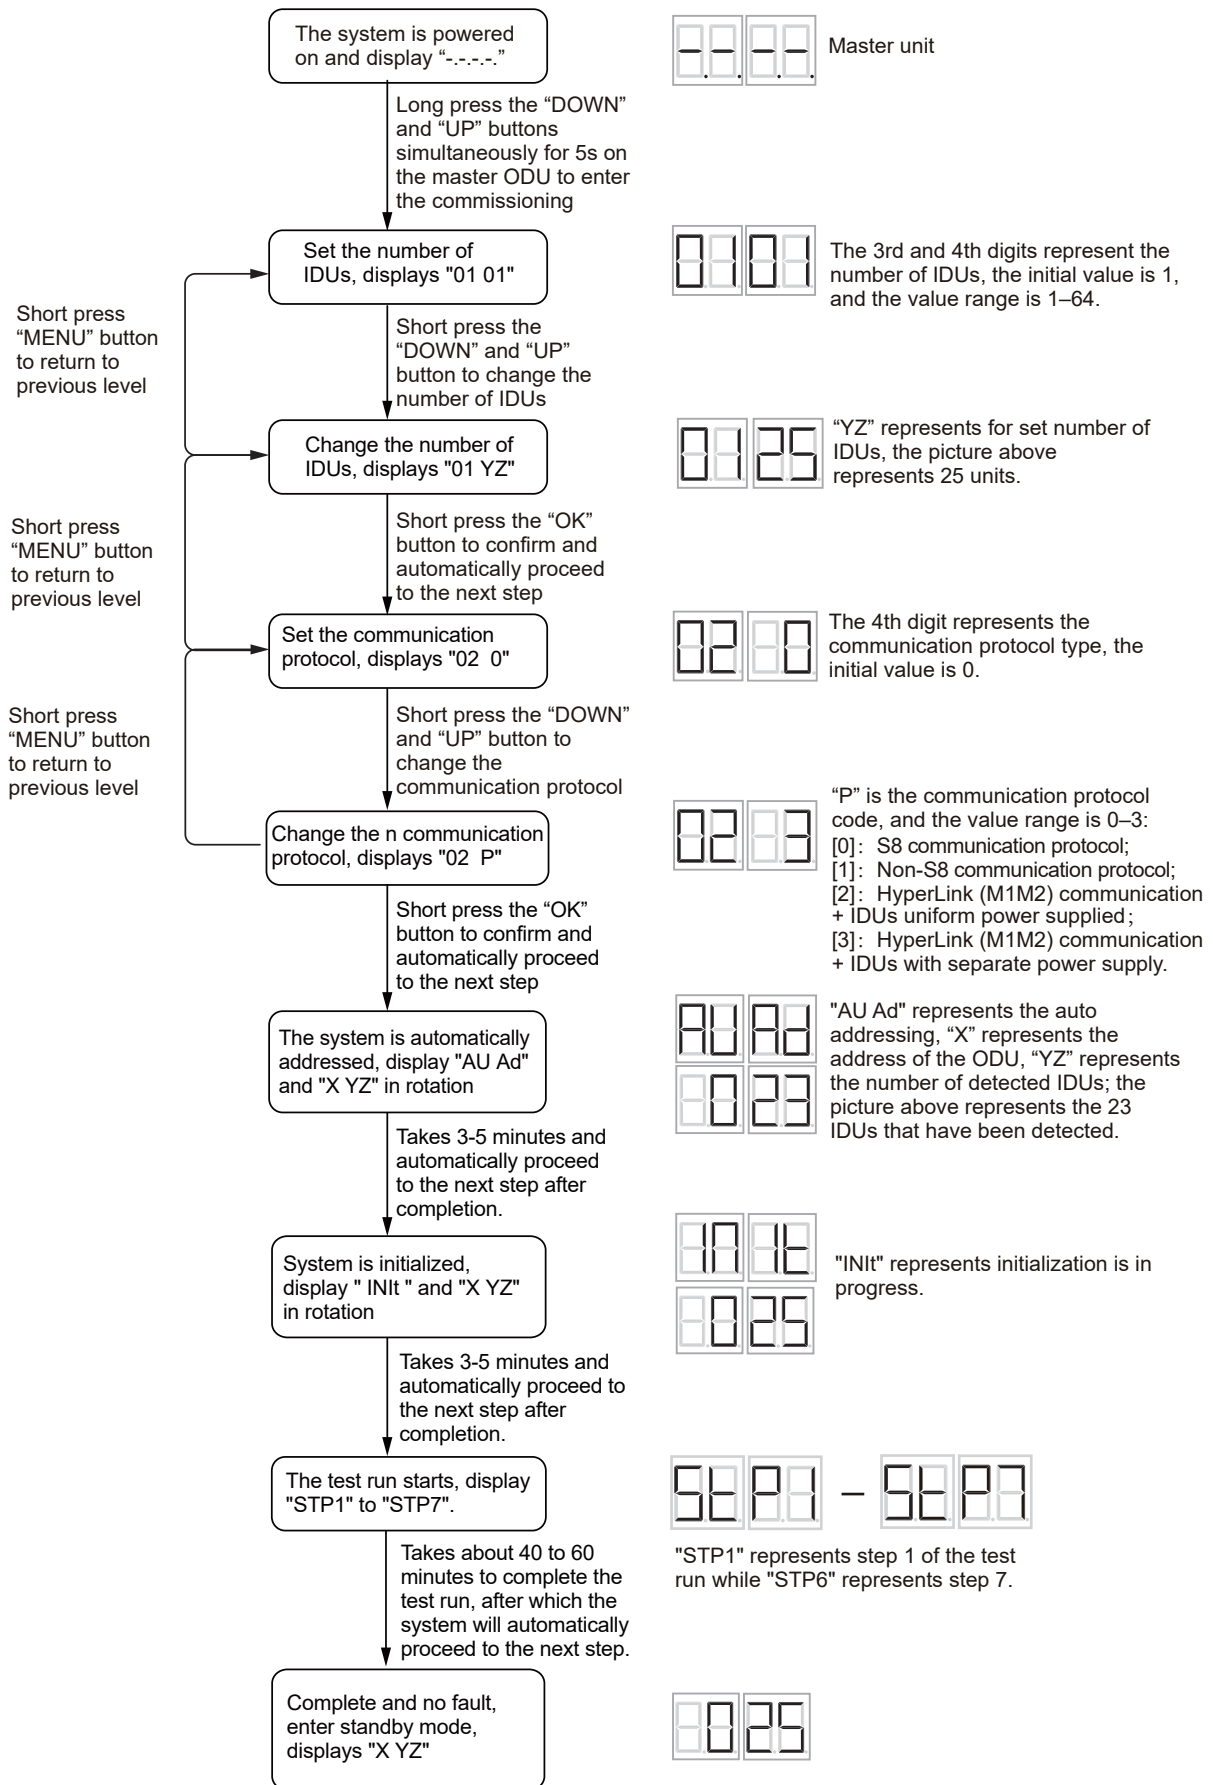 The system is powered
on and display “-.-.-.-.”
Master unit
Long press the “DOWN”
and “UP” buttons
simultaneously for 5s on
the master ODU to enter
the commissioning
Set the number of
IDUs, displays "01 01"
0101
The 3rd and 4th digits represent the
number of IDUs, the initial value is 1,
and the value range is 1–64.
Short press
“MENU” button
to return to
previous level
Short press the
“DOWN” and “UP”
button to change the
number of IDUs
Change the number of
IDUs, displays "01 YZ"
0125
“YZ” represents for set number of
IDUs, the picture above
represents 25 units.
Short press
“MENU” button
to return to
previous level
Short press the “OK”
button to confirm and
automatically proceed
to the next step
Set the communication
protocol, displays "02  0"
02 0
The 4th digit represents the
communication protocol type, the
initial value is 0.
Short press
“MENU” button
to return to
previous level
Short press the “DOWN”
and “UP” button to
change the
communication protocol
Change the n communication
protocol, displays "02  P"
02 3
“P” is the communication protocol
code, and the value range is 0–3:
[0]: S8 communication protocol;
[1]: Non-S8 communication protocol;
[2]: HyperLink (M1M2) communication
+ IDUs uniform power supplied;
[3]: HyperLink (M1M2) communication
+ IDUs with separate power supply.
Short press the “OK”
button to confirm and
automatically proceed
to the next step
The system is automatically
addressed, display "AU Ad"
and "X YZ" in rotation
AU Ad
023
"AU Ad" represents the auto
addressing, “X” represents the
address of the ODU, “YZ” represents
the number of detected IDUs; the
picture above represents the 23
IDUs that have been detected.
Takes 3-5 minutes and
automatically proceed
to the next step after
completion.
System is initialized,
display " INIt " and "X YZ"
in rotation
INIt
025
"INIt" represents initialization is in
progress.
Takes 3-5 minutes and
automatically proceed to
the next step after
completion.
The test run starts, display
"STP1" to "STP7".
StP1 – StP7
"STP1" represents step 1 of the test
run while "STP6" represents step 7.
Takes about 40 to 60
minutes to complete the
test run, after which the
system will automatically
proceed to the next step.
Complete and no fault,
enter standby mode,
displays "X YZ"
025